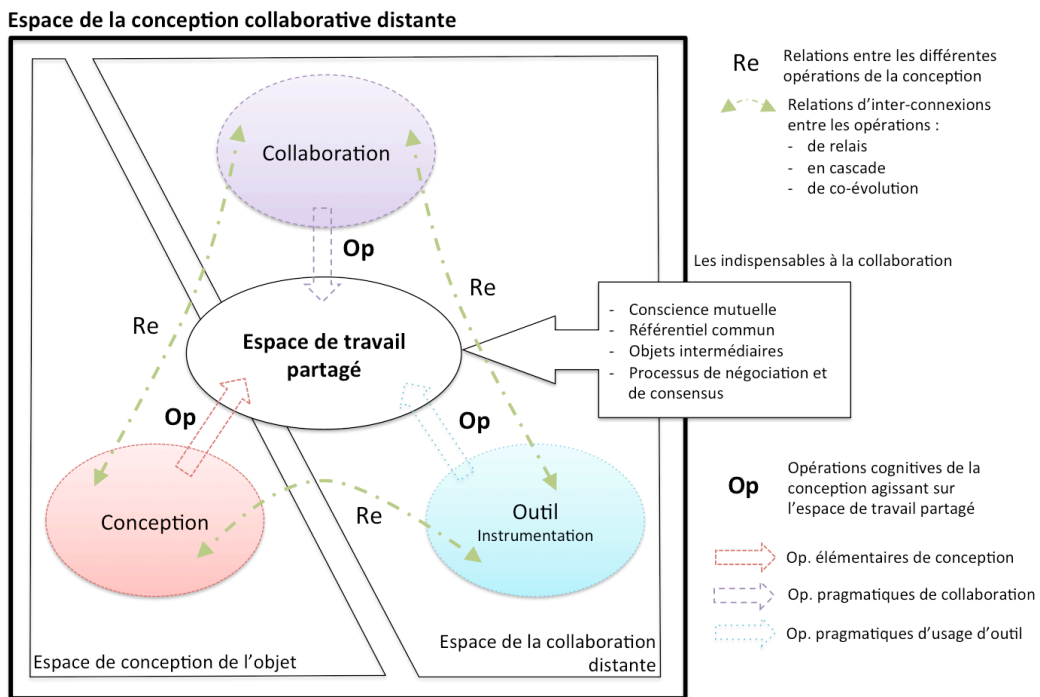 Espace de la conception collaborative distante
Collaboration
Op
Re
Re
Espace de travail
partagé
Op
Op
Conception
Re
Outil
Instrumentation
Espace de conception de l’objet
Espace de la collaboration
distante
Re
Relations entre les différentes
opérations de la conception
Relations d’inter-connexions
entre les opérations :
- de relais
- en cascade
- de co-évolution
Les indispensables à la collaboration
- Conscience mutuelle
- Référentiel commun
- Objets intermédiaires
- Processus de négociation et
de consensus
Op
Opérations cognitives de la
conception agissant sur
l’espace de travail partagé
Op. élémentaires de conception
Op. pragmatiques de collaboration
Op. pragmatiques d’usage d’outil